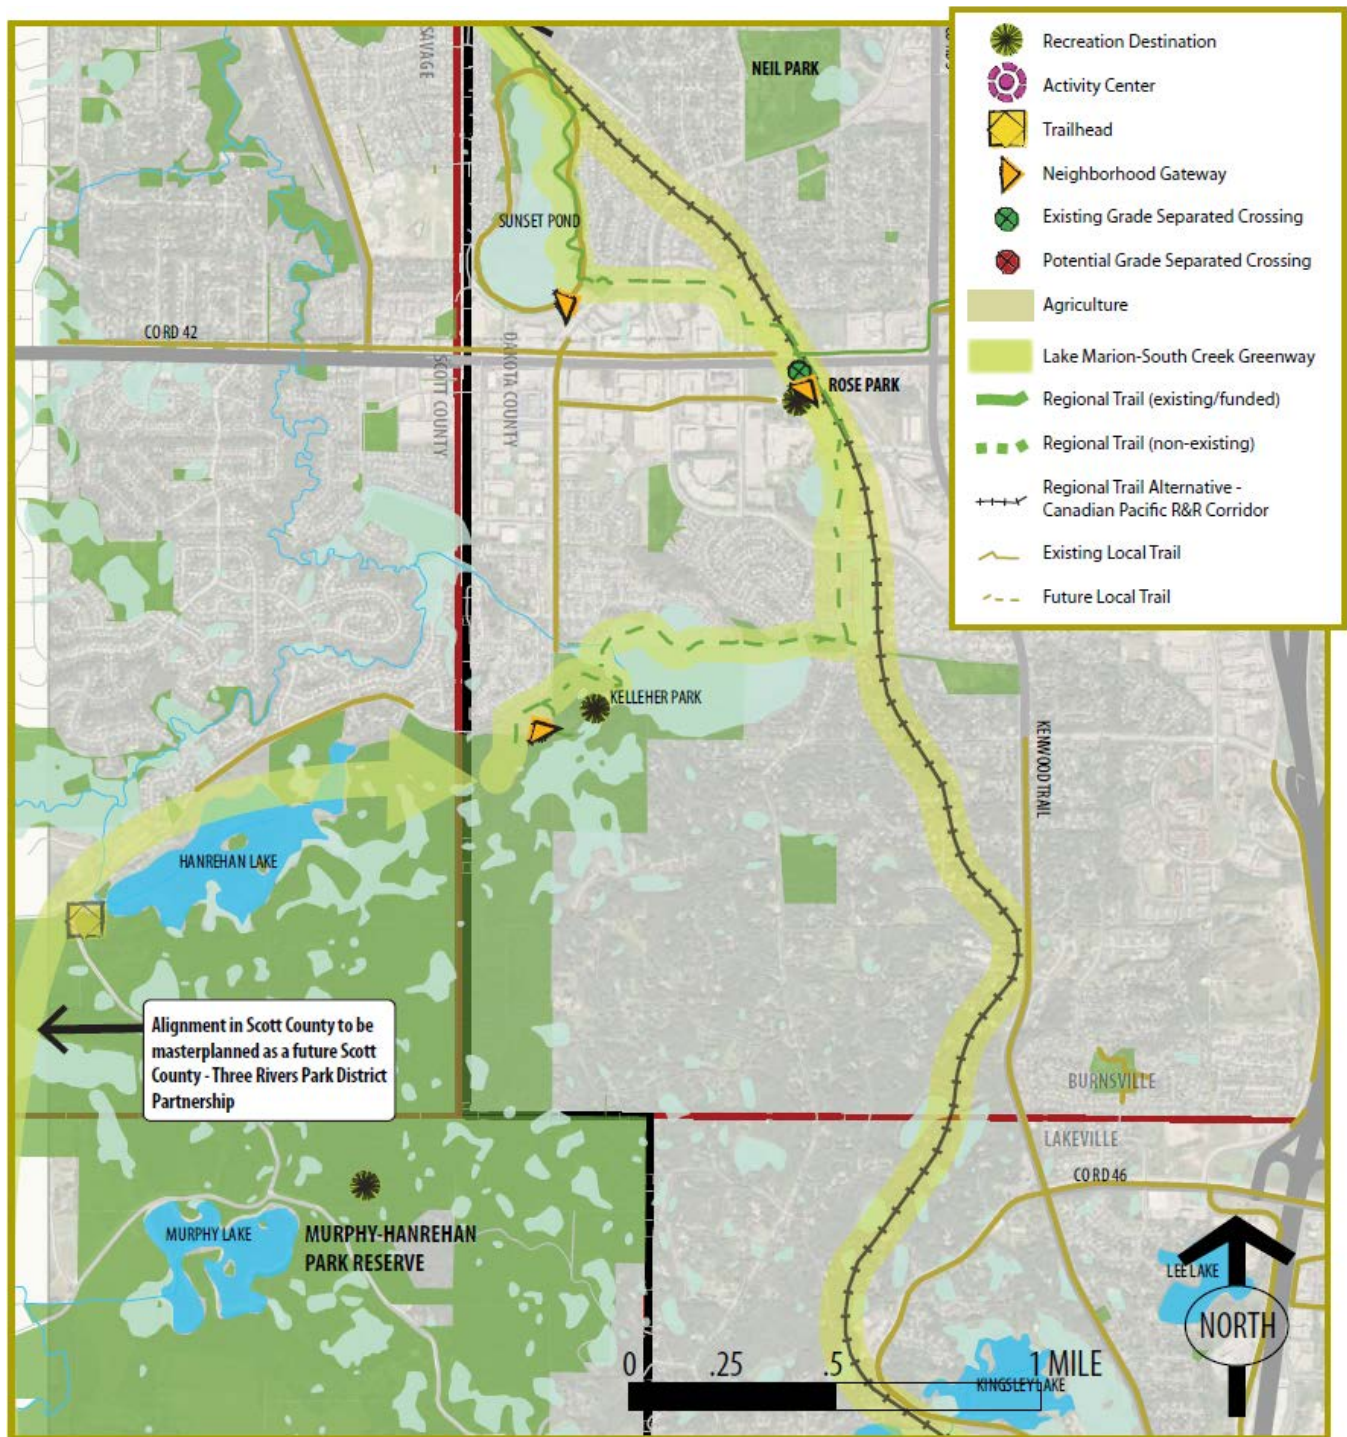 SAVAGE
NEIL PARK
SUNSET POND
CO RD 42
DAKOTA COUNTY
SCOTT COUNTY
ROSE PARK
KELLEHER PARK
KENWOOD TRAIL
HANREHAN LAKE
Alignment in Scott County to be
masterplanned as a future Scott
County - Three Rivers Park District
Partnership
BURNSVILLE
LAKEVILLE
CO RD 46
MURPHY LAKE
MURPHY-HANREHAN
PARK RESERVE
LEE LAKE
NORTH
0 .25 .5 1 MILE
KINGSLEY LAKE
Recreation Destination
Activity Center
Trailhead
Neighborhood Gateway
Existing Grade Separated Crossing
Potential Grade Separated Crossing
Agriculture
Lake Marion-South Creek Greenway
Regional Trail (existing/funded)
Regional Trail (non-existing)
Regional Trail Alternative -
Canadian Pacific R&R Corridor
Existing Local Trail
Future Local Trail